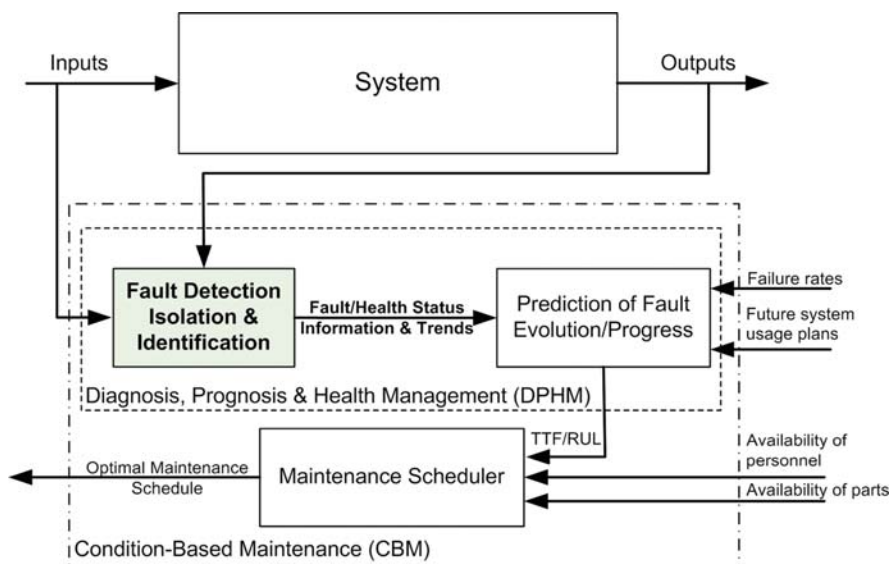 Inputs
System
Outputs
Fault Detection
Isolation &
Identification
Fault/Health Status
Information & Trends
Prediction of Fault
Evolution/Progress
Failure rates
Future system
usage plans
Diagnosis, Prognosis & Health Management (DPHM)
TTF/RUL
Optimal Maintenance
Schedule
Maintenance Scheduler
Availability of
personnel
Availability of parts
Condition-Based Maintenance (CBM)